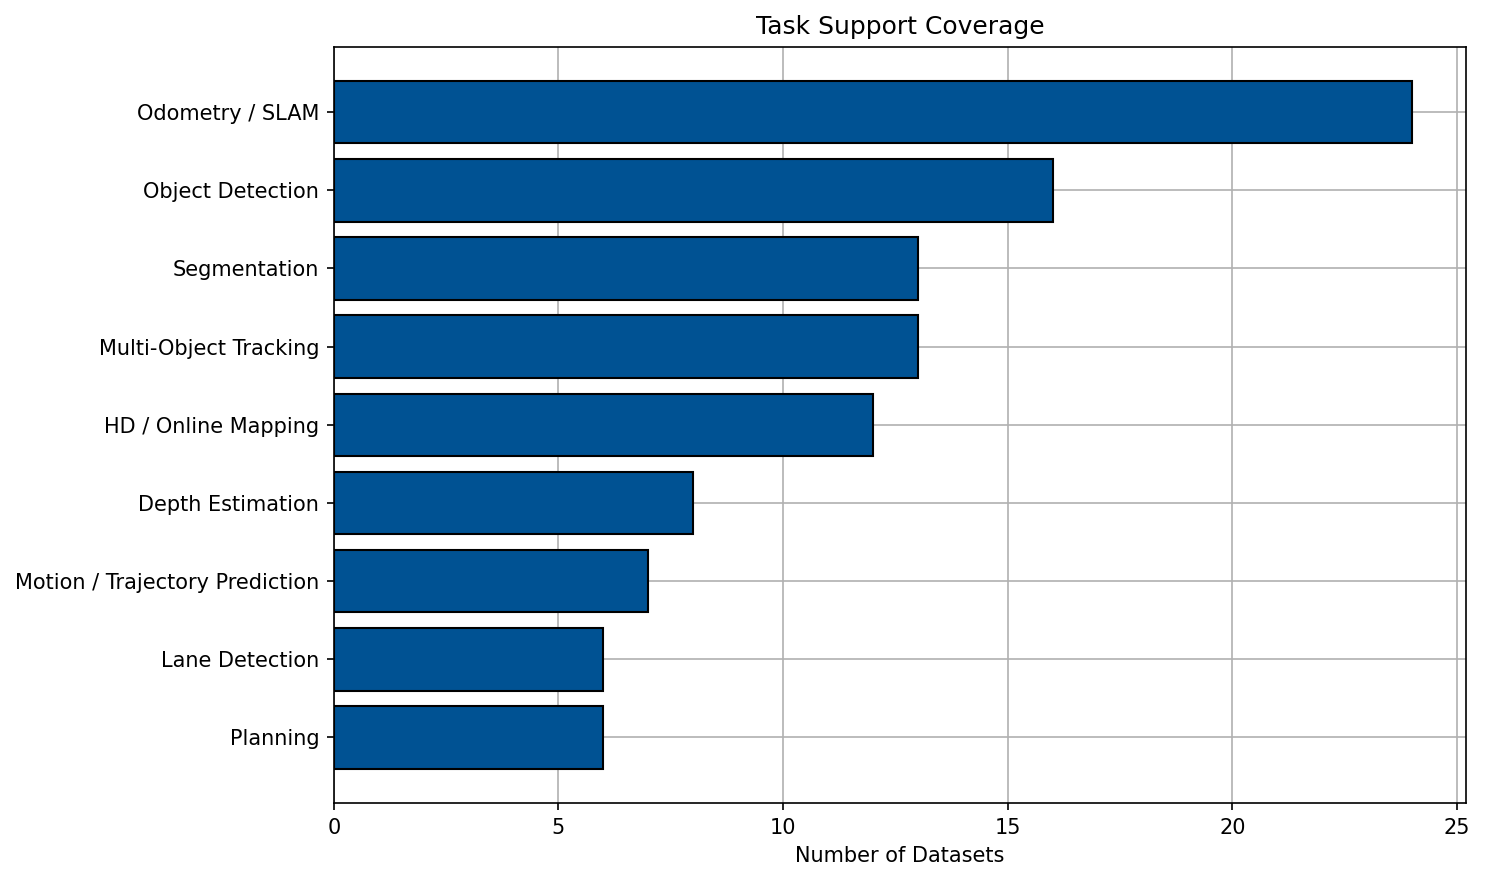 Task Support Coverage
Odometry / SLAM
Object Detection
Segmentation
Multi-Object Tracking
HD / Online Mapping
Depth Estimation
Motion / Trajectory Prediction
Lane Detection
Planning
0 5 10 15 20 25
Number of Datasets